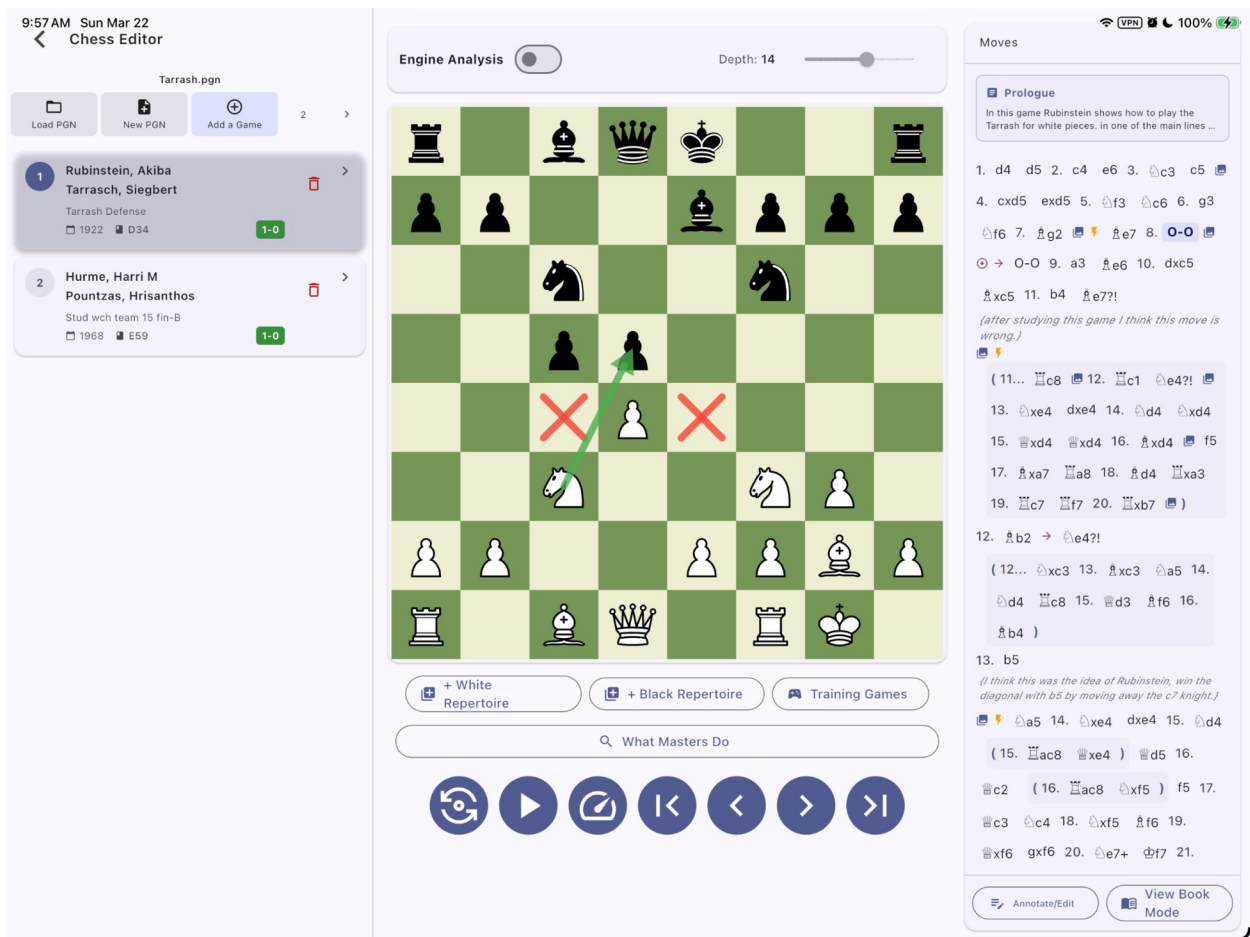 9:57 AM Sun Mar 22
VPN
100%
Chess Editor
Tarrash.pgn
Load PGN
New PGN
Add a Game
2
1
Rubinstein, Akiba
Tarrasch, Siegbert
Tarrash Defense
1922 D34
1-0
2
Hurme, Harri M
Pountzas, Hrisanthos
Stud wch team 15 fin-B
1968 E59
1-0
Engine Analysis
Depth: 14
+ White
Repertoire
+ Black Repertoire
Training Games
What Masters Do
Moves
Prologue
In this game Rubinstein shows how to play the
Tarrash for white pieces. in one of the main lines ...
1. d4 d5 2. c4 e6 3. ♘c3 c5
4. cxd5 exd5 5. ♘f3 ♘c6 6. g3
♘f6 7. ♗g2 ♗e7 8. O-O
→ O-O 9. a3 ♗e6 10. dxc5
♗xc5 11. b4 ♗e7?!
{after studying this game I think this move is
wrong.}
( 11... ♖c8 12. ♖c1 ♘e4?!
13. ♘xe4 dxe4 14. ♘d4 ♘xd4
15. ♕xd4 ♕xd4 16. ♗xd4 f5
17. ♗xa7 ♖a8 18. ♗d4 ♖xa3
19. ♖c7 ♖f7 20. ♖xb7 )
12. ♗b2 → ♘e4?!
( 12... ♘xc3 13. ♗xc3 ♘a5 14.
♘d4 ♖c8 15. ♕d3 ♗f6 16.
♗b4 )
13. b5
{I think this was the idea of Rubinstein, win the
diagonal with b5 by moving away the c7 knight.}
♘a5 14. ♘xe4 dxe4 15. ♘d4
( 15. ♖ac8 ♕xe4 ) ♕d5 16.
♕c2 ( 16. ♖ac8 ♘xf5 ) f5 17.
♕c3 ♘c4 18. ♘xf5 ♗f6 19.
♕xf6 gxf6 20. ♘e7+ ♔f7 21.
Annotate/Edit
View Book
Mode